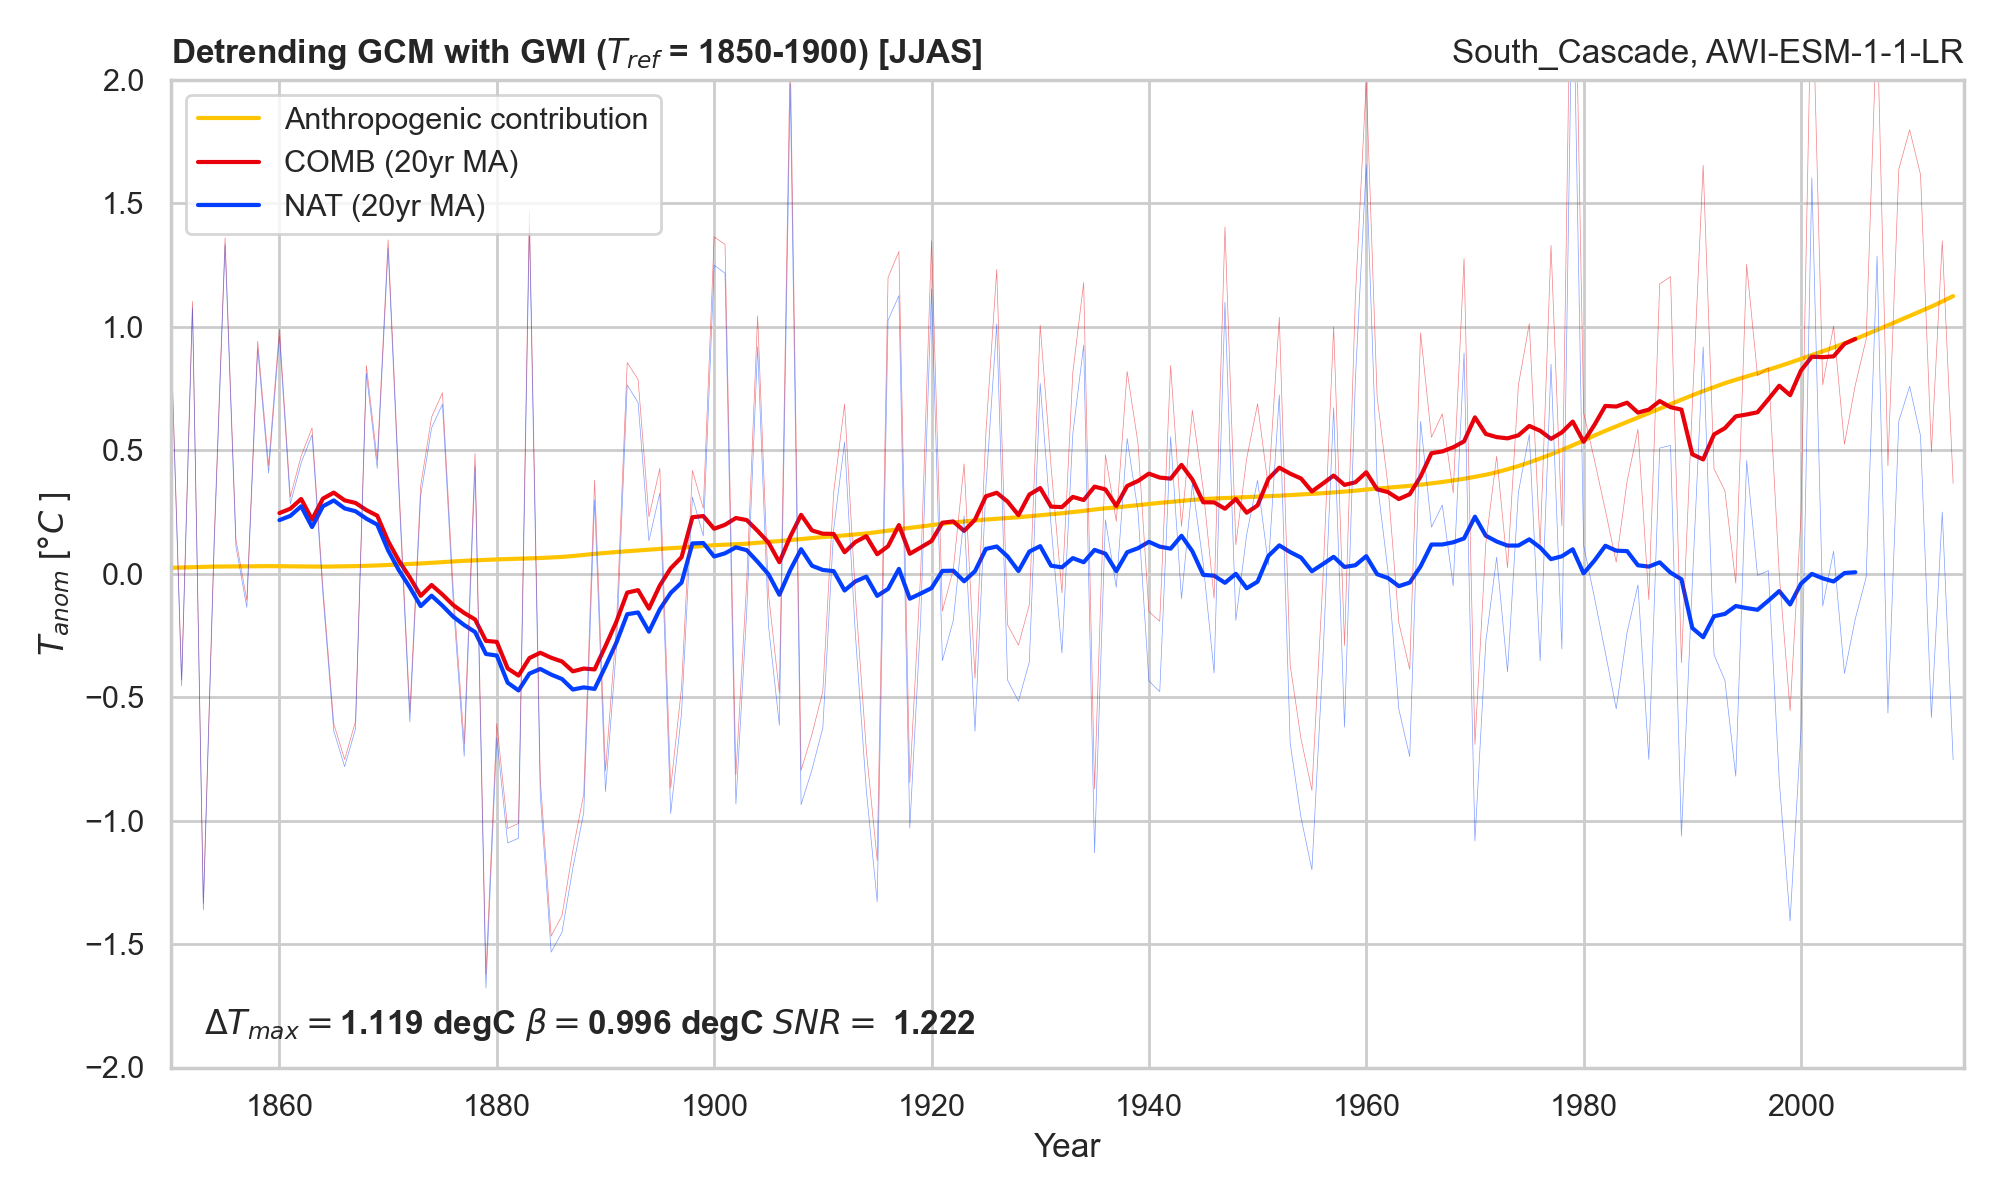 Detrending GCM with GWI (T_ref = 1850-1900) [JJAS]
South_Cascade, AWI-ESM-1-1-LR
Anthropogenic contribution
COMB (20yr MA)
NAT (20yr MA)
2.0
1.5
1.0
0.5
0.0
−0.5
−1.0
−1.5
−2.0
T_anom [°C ]
ΔT_max = 1.119 degC β = 0.996 degC SNR = 1.222
1860 1880 1900 1920 1940 1960 1980 2000
Year